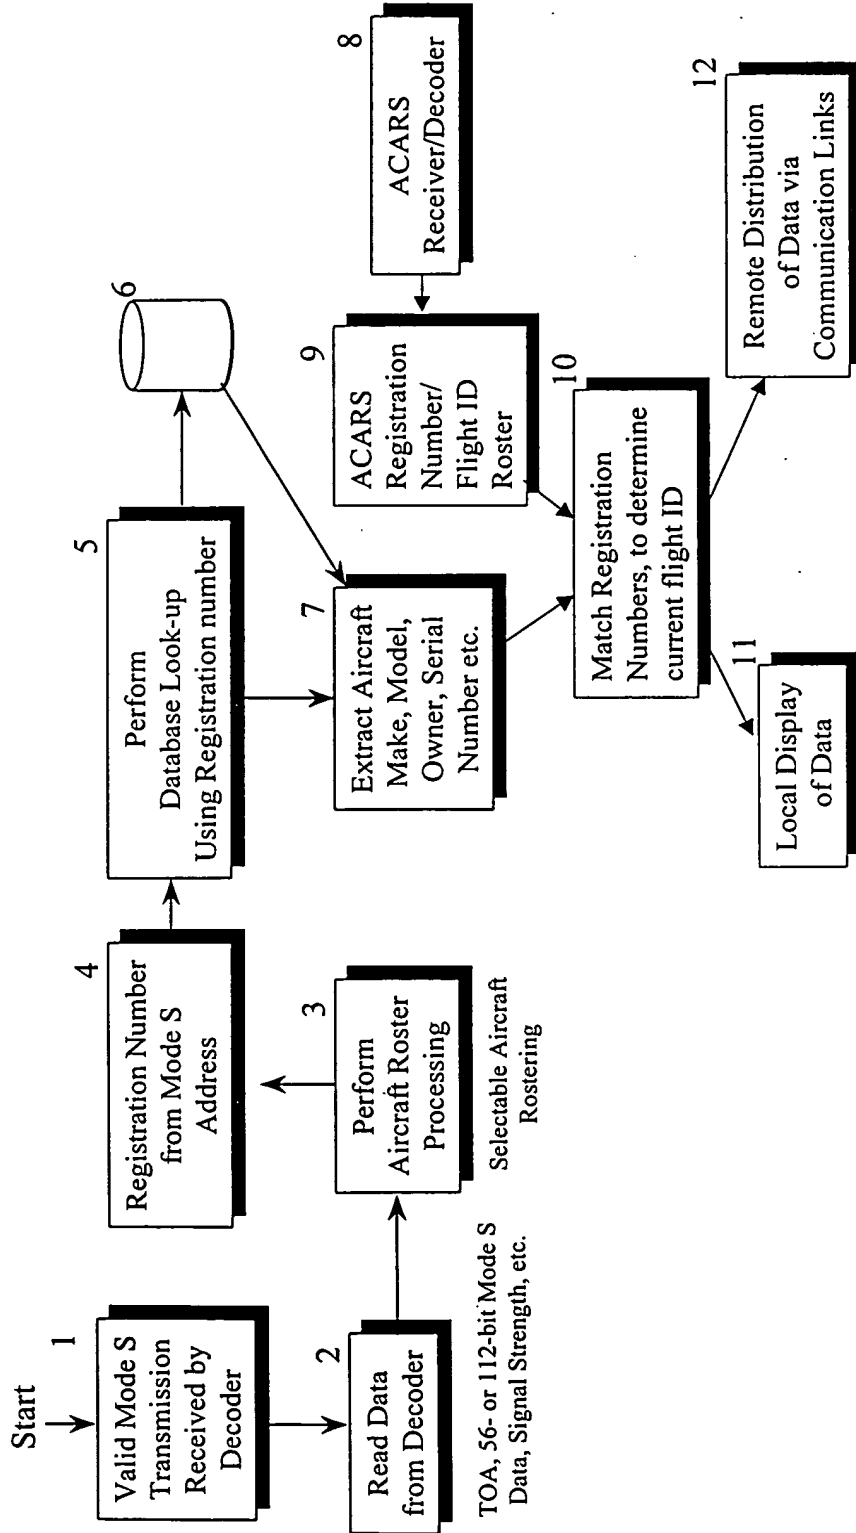 Start
1
Valid Mode S
Transmission
Received by
Decoder
2
Read Data
from Decoder
TOA, 56- or 112-bit Mode S
Data, Signal Strength, etc.
3
Perform
Aircraft Roster
Processing
Selectable Aircraft
Rostering
4
Registration Number
from Mode S
Address
5
Perform
Database Look-up
Using Registration number
6
7
Extract Aircraft
Make, Model,
Owner, Serial
Number etc.
8
ACARS
Receiver/Decoder
9
ACARS
Registration
Number/
Flight ID
Roster
10
Match Registration
Numbers, to determine
current flight ID
11
Local Display
of Data
12
Remote Distribution
of Data via
Communication Links